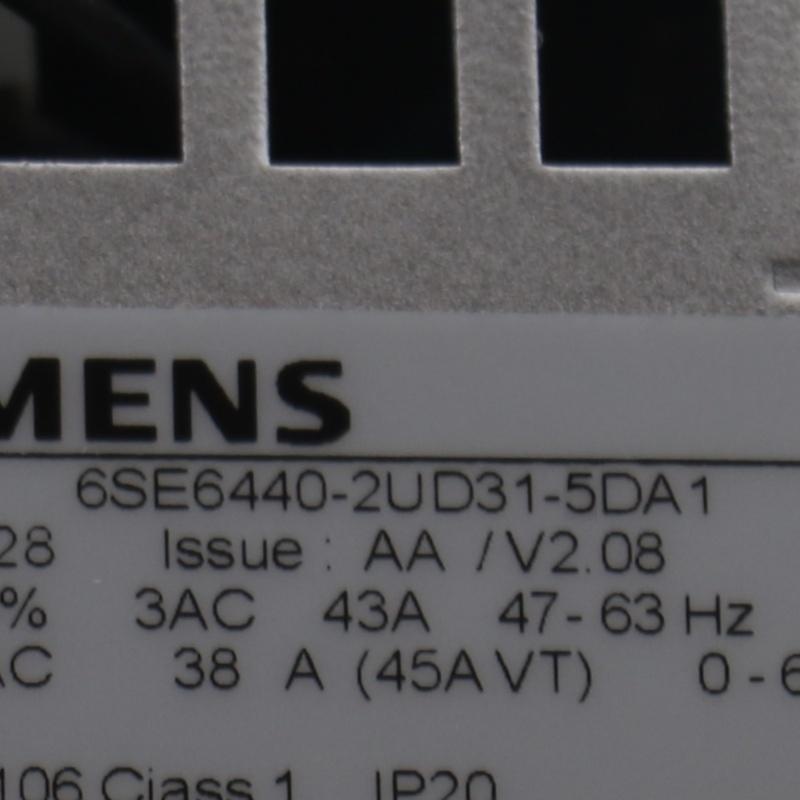 MENS
6SE6440-2UD31-5DA1
28 Issue : AA / V2.08
% 3AC 43A 47- 63 Hz
AC 38 A (45A VT) 0 - 6
106 Class 1 IP20